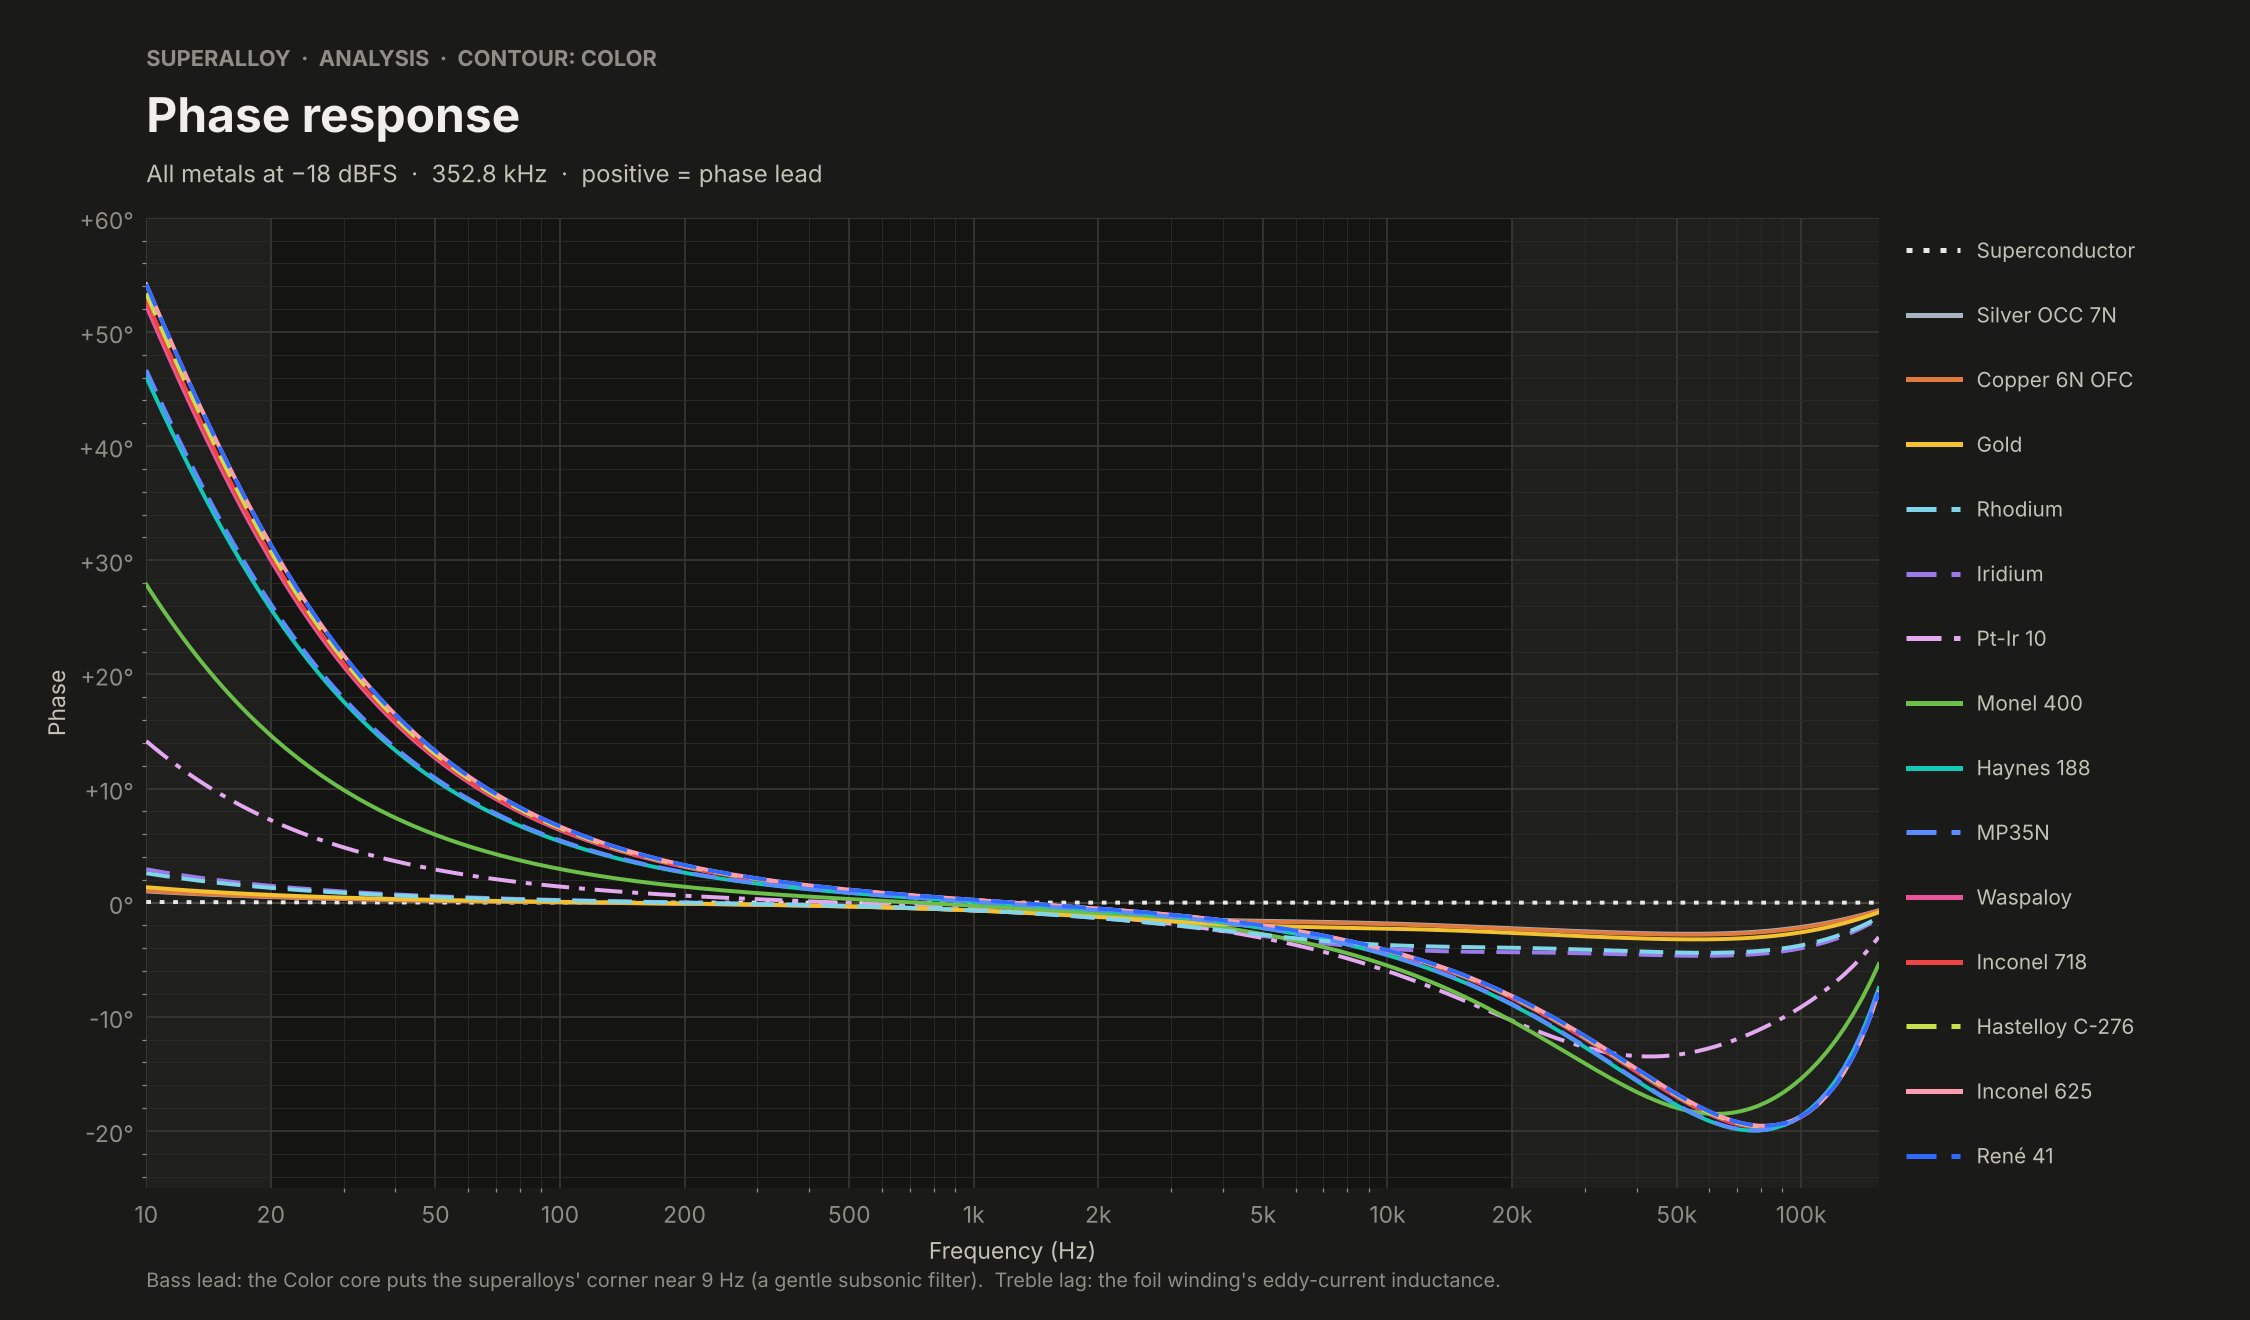 SUPERALLOY · ANALYSIS · CONTOUR: COLOR
Phase response
All metals at −18 dBFS · 352.8 kHz · positive = phase lead
+60°
+50°
+40°
+30°
+20°
+10°
0°
-10°
-20°
Phase
10 20 50 100 200 500 1k 2k 5k 10k 20k 50k 100k
Frequency (Hz)
Superconductor
Silver OCC 7N
Copper 6N OFC
Gold
Rhodium
Iridium
Pt-Ir 10
Monel 400
Haynes 188
MP35N
Waspaloy
Inconel 718
Hastelloy C-276
Inconel 625
René 41
Bass lead: the Color core puts the superalloys' corner near 9 Hz (a gentle subsonic filter). Treble lag: the foil winding's eddy-current inductance.